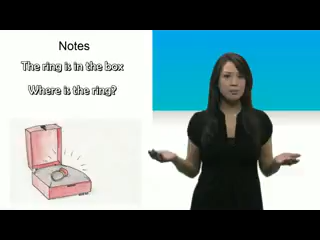 Notes
The ring is in the box
Where is the ring?